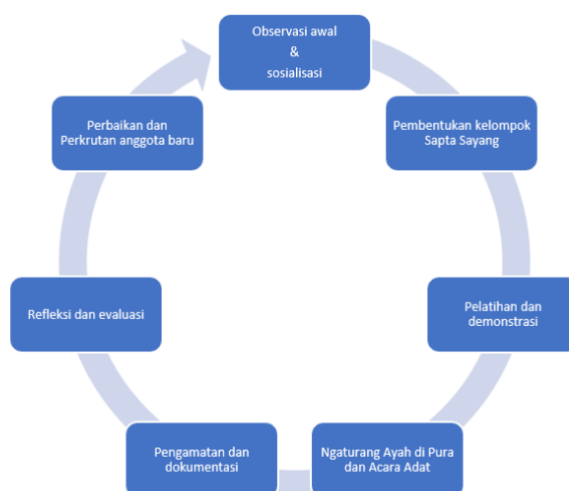 Observasi awal
&
sosialisasi
Pembentukan kelompok
Sapta Sayang
Pelatihan dan
demonstrasi
Ngaturang Ayah di Pura
dan Acara Adat
Pengamatan dan
dokumentasi
Refleksi dan evaluasi
Perbaikan dan
Perkrutan anggota baru